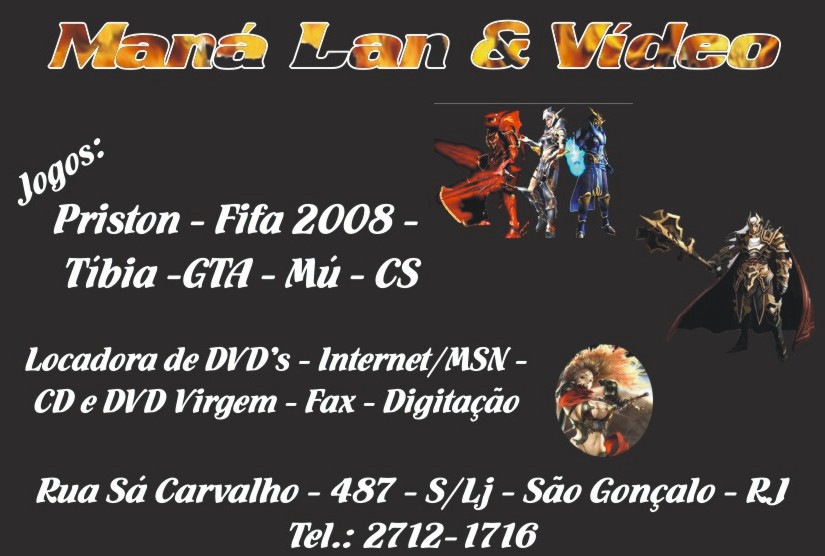 Maná Lan & Vídeo
Jogos:
Priston - Fifa 2008 -
Tíbia -GTA - Mú - CS
Locadora de DVD's - Internet/MSN -
CD e DVD Virgem - Fax - Digitação
Rua Sá Carvalho - 487 - S/Lj - São Gonçalo - RJ
Tel.: 2712-1716